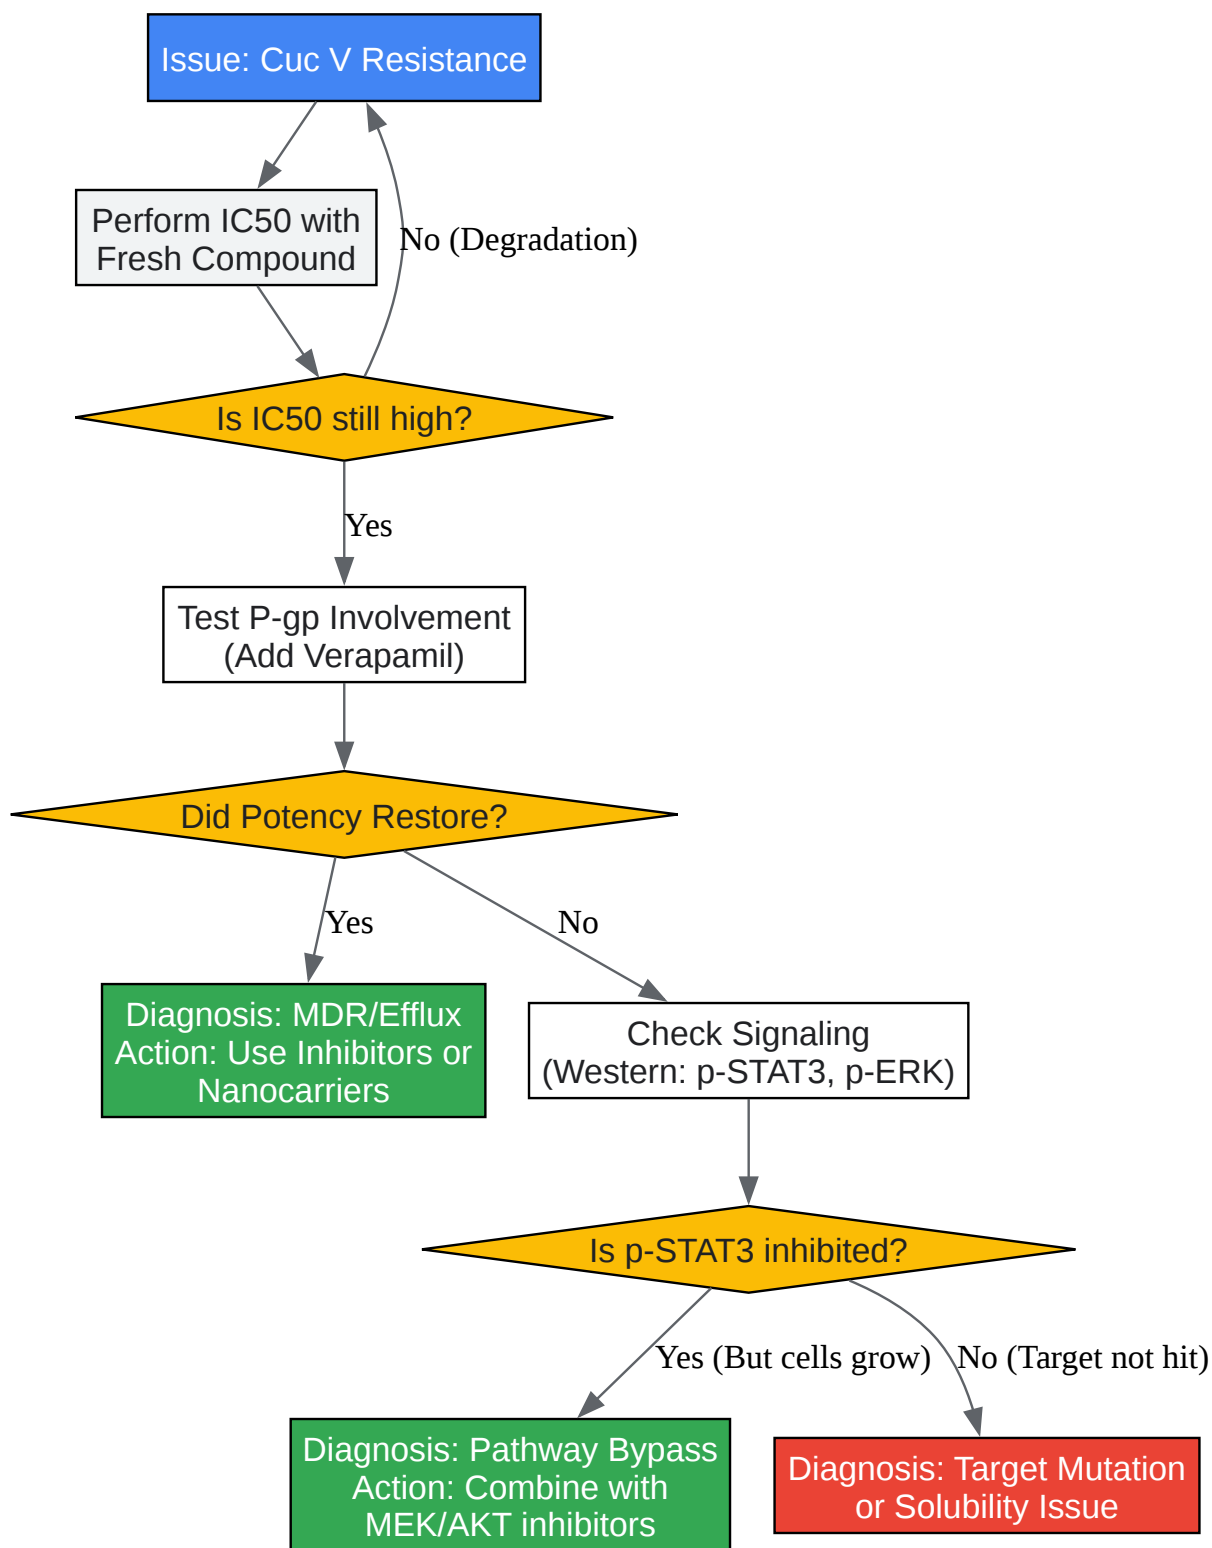 Issue: Cuc V Resistance
Perform IC50 with
Fresh Compound
No (Degradation)
Is IC50 still high?
Yes
Test P-gp Involvement
(Add Verapamil)
Did Potency Restore?
Yes
No
Diagnosis: MDR/Efflux
Action: Use Inhibitors or
Nanocarriers
Check Signaling
(Western: p-STAT3, p-ERK)
Is p-STAT3 inhibited?
Yes (But cells grow)
No (Target not hit)
Diagnosis: Pathway Bypass
Action: Combine with
MEK/AKT inhibitors
Diagnosis: Target Mutation
or Solubility Issue